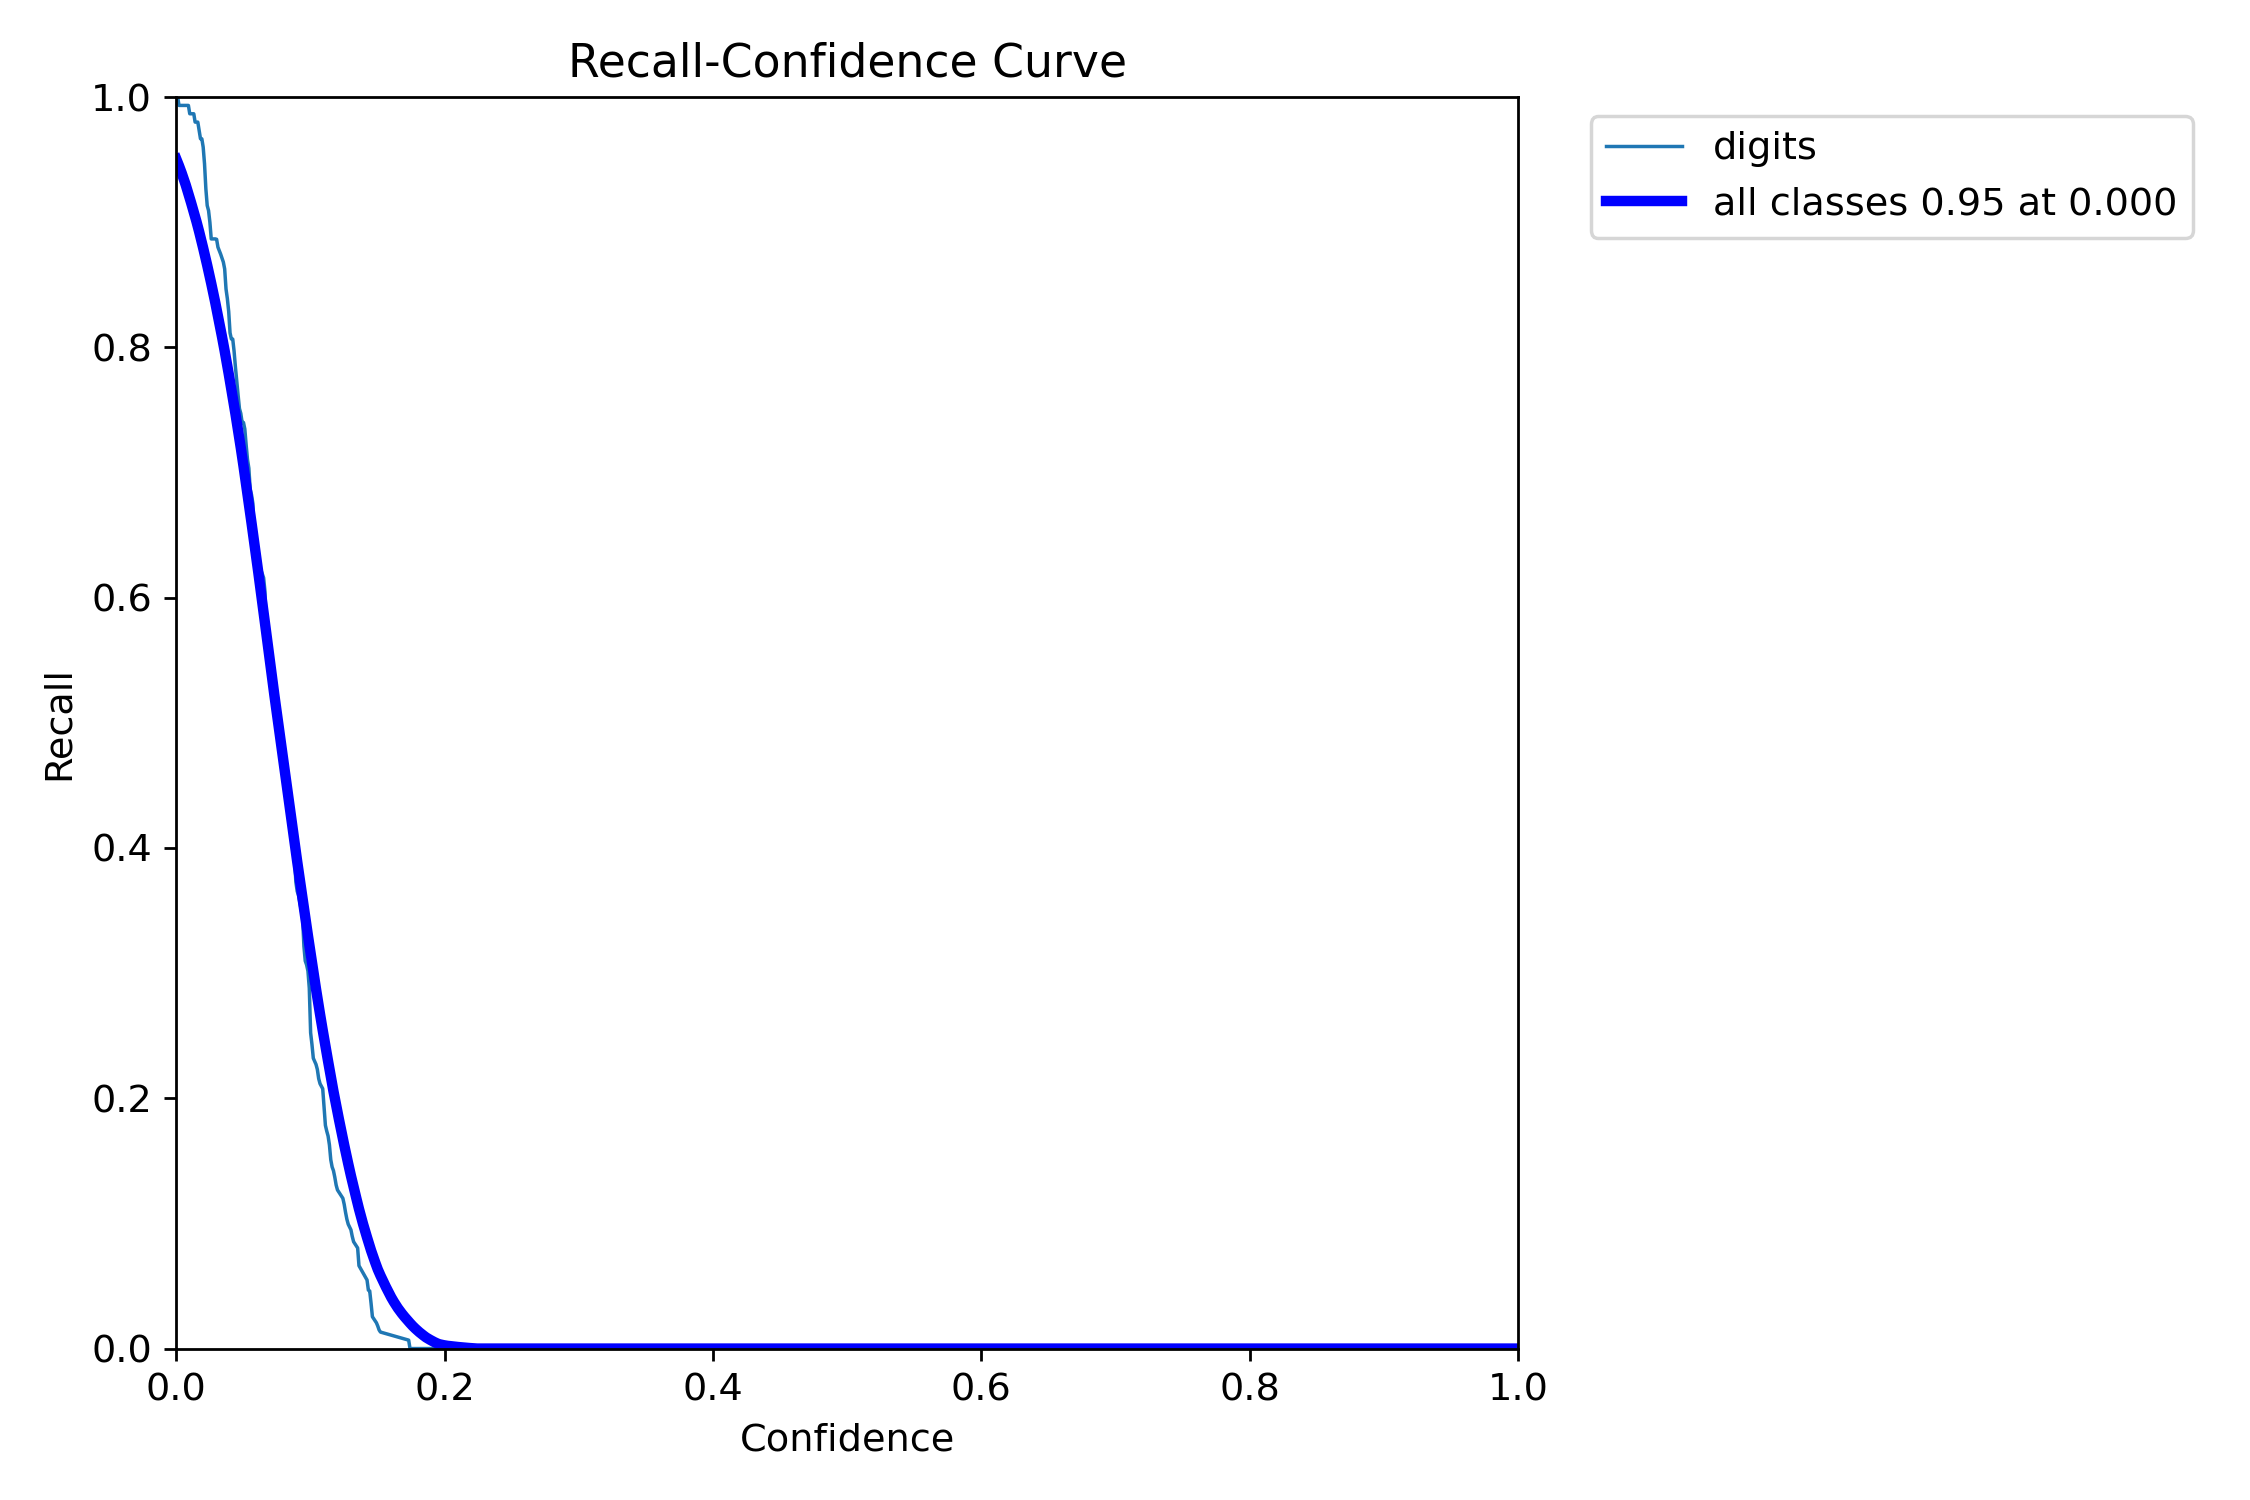 Recall-Confidence Curve
1.0
0.8
0.6
0.4
0.2
0.0
Recall
0.0 0.2 0.4 0.6 0.8 1.0
Confidence
digits
all classes 0.95 at 0.000